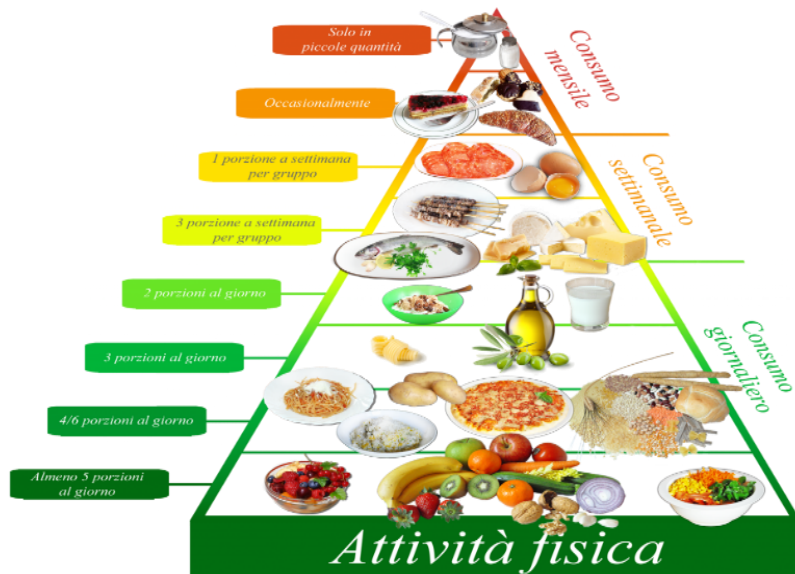 Solo in
piccole quantità
Consumo
mensile
Occasionalmente
1 porzione a settimana
per gruppo
Consumo
settimanale
3 porzione a settimana
per gruppo
2 porzioni al giorno
Consumo
giornaliero
3 porzioni al giorno
4/6 porzioni al giorno
Almeno 5 porzioni
al giorno
Attività fisica